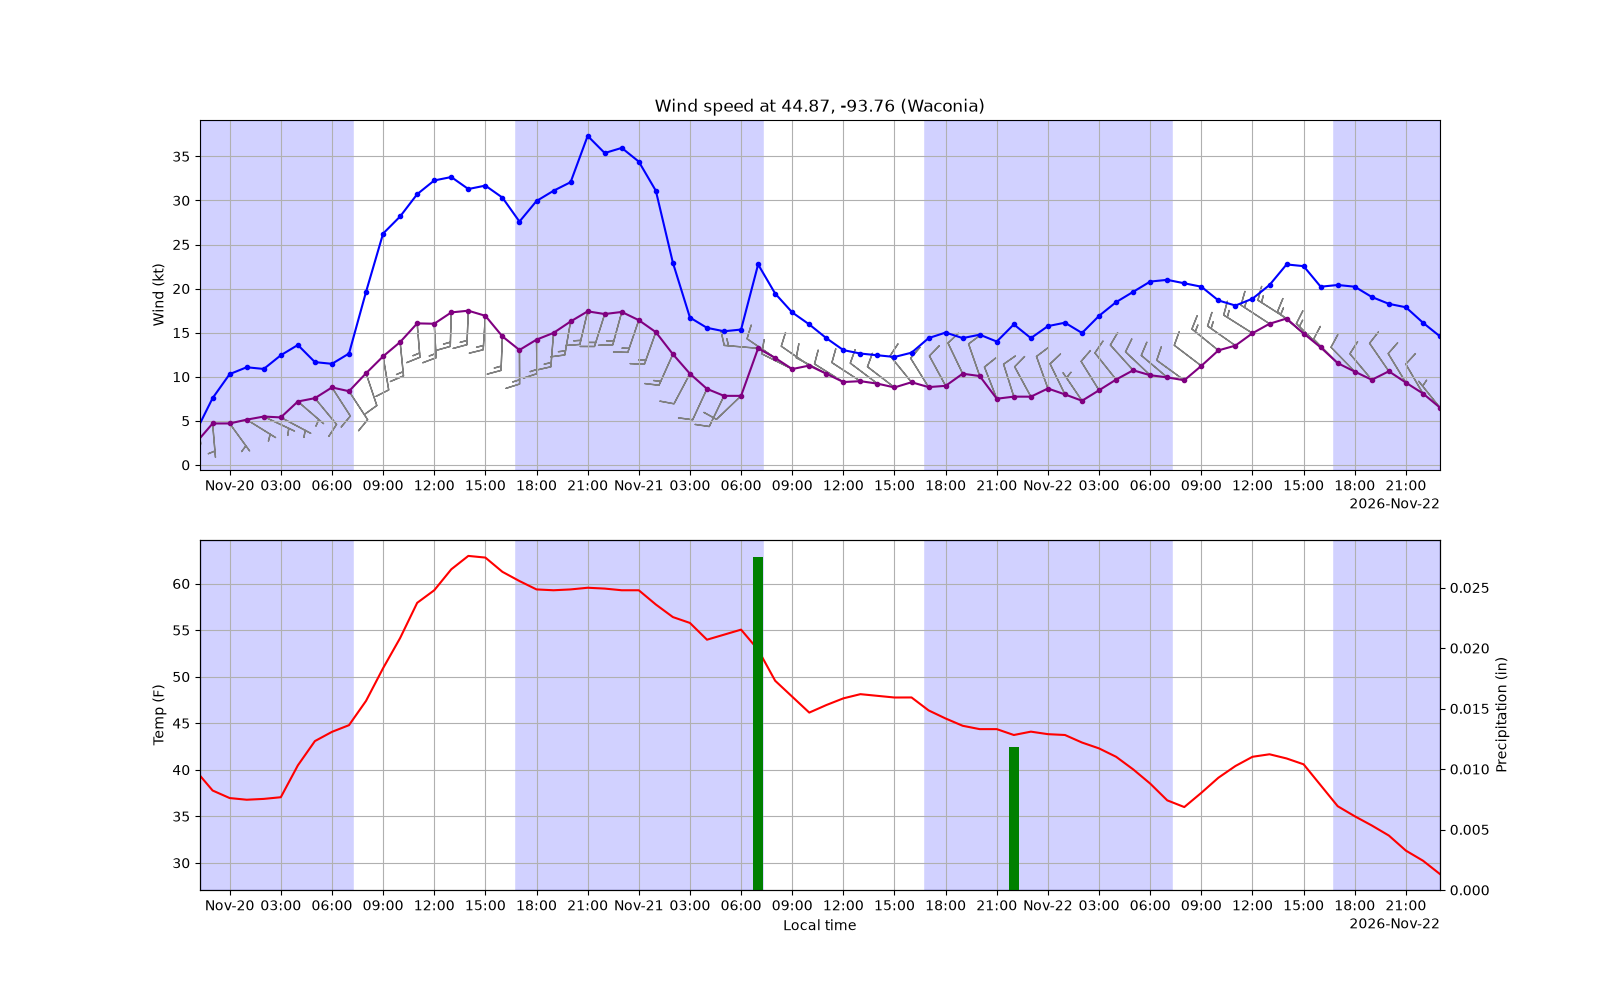 Wind speed at 44.87, -93.76 (Waconia)
Wind (kt)
35
30
25
20
15
10
5
0
Nov-20 03:00 06:00 09:00 12:00 15:00 18:00 21:00 Nov-21 03:00 06:00 09:00 12:00 15:00 18:00 21:00 Nov-22 03:00 06:00 09:00 12:00 15:00 18:00 21:00
2026-Nov-22
Temp (F)
60
55
50
45
40
35
30
0.025
0.020
0.015
0.010
0.005
0.000
Precipitation (in)
Nov-20 03:00 06:00 09:00 12:00 15:00 18:00 21:00 Nov-21 03:00 06:00 09:00 12:00 15:00 18:00 21:00 Nov-22 03:00 06:00 09:00 12:00 15:00 18:00 21:00
Local time
2026-Nov-22